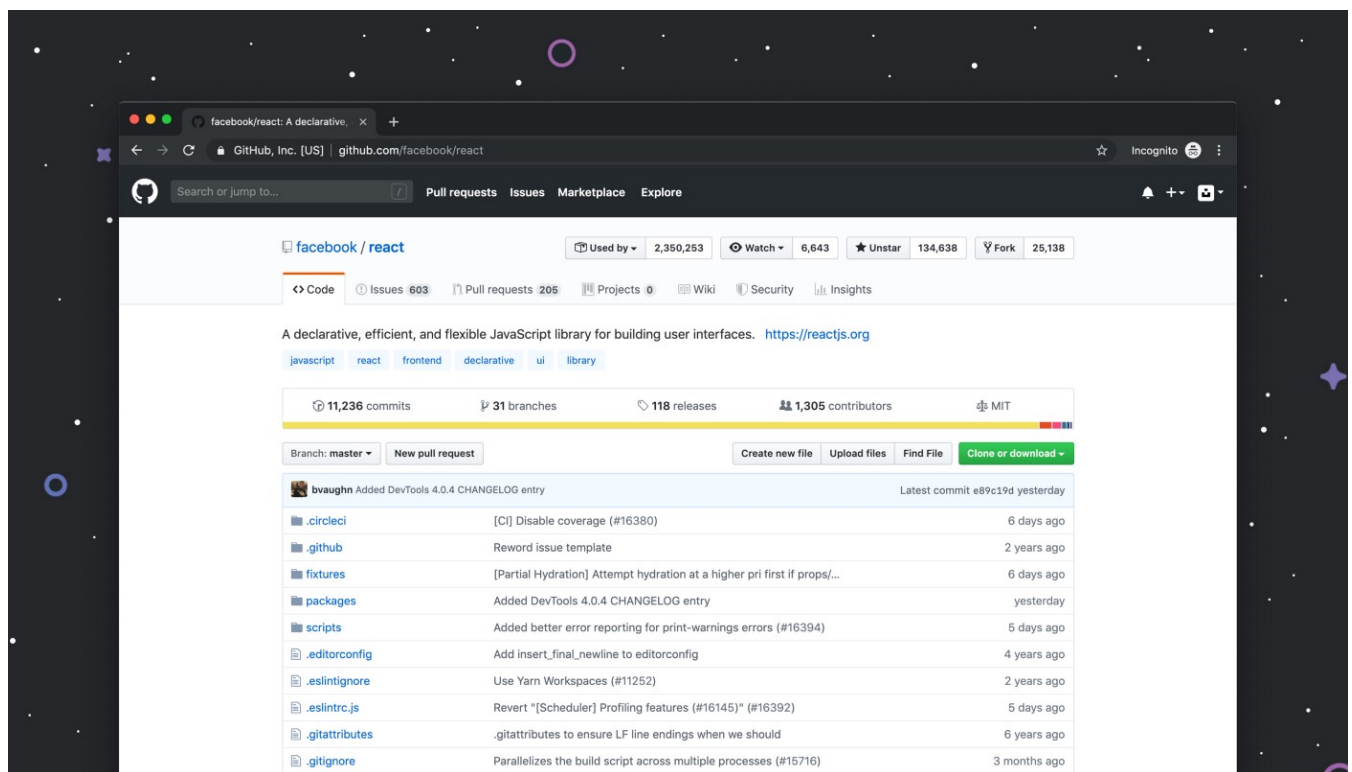 facebook/react: A declarative,
GitHub, Inc. [US] | github.com/facebook/react Incognito
Search or jump to... / Pull requests Issues Marketplace Explore
facebook / react Used by 2,350,253 Watch 6,643 Unstar 134,638 Fork 25,138
Code Issues 603 Pull requests 205 Projects 0 Wiki Security Insights
A declarative, efficient, and flexible JavaScript library for building user interfaces. https://reactjs.org
javascript react frontend declarative ui library
11,236 commits 31 branches 118 releases 1,305 contributors MIT
Branch: master New pull request Create new file Upload files Find File Clone or download
bvaughn Added DevTools 4.0.4 CHANGELOG entry Latest commit e89c19d yesterday
.circleci [CI] Disable coverage (#16380) 6 days ago
.github Reword issue template 2 years ago
fixtures [Partial Hydration] Attempt hydration at a higher pri first if props/... 6 days ago
packages Added DevTools 4.0.4 CHANGELOG entry yesterday
scripts Added better error reporting for print-warnings errors (#16394) 5 days ago
.editorconfig Add insert_final_newline to editorconfig 4 years ago
.eslintignore Use Yarn Workspaces (#11252) 2 years ago
.eslintrc.js Revert "[Scheduler] Profiling features (#16145)" (#16392) 5 days ago
.gitattributes .gitattributes to ensure LF line endings when we should 6 years ago
.gitignore Parallelizes the build script across multiple processes (#15716) 3 months ago